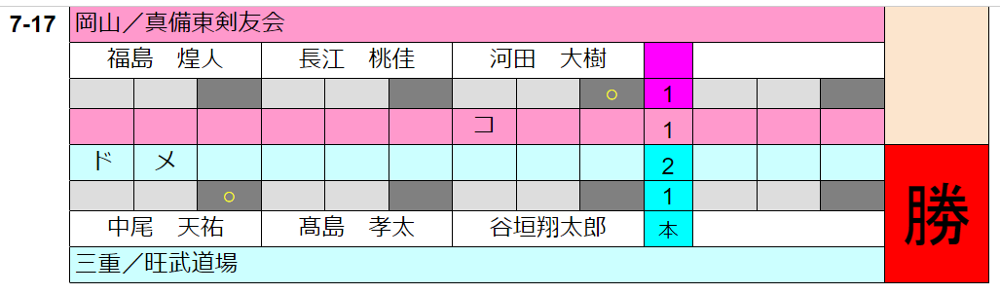 7-17 岡山／真備東剣友会
福島　煌人 長江　桃佳 河田　大樹
○ 1
コ 1
ド メ 2
○ 1
勝
中尾　天祐 髙島　孝太 谷垣翔太郎 本
三重／旺武道場